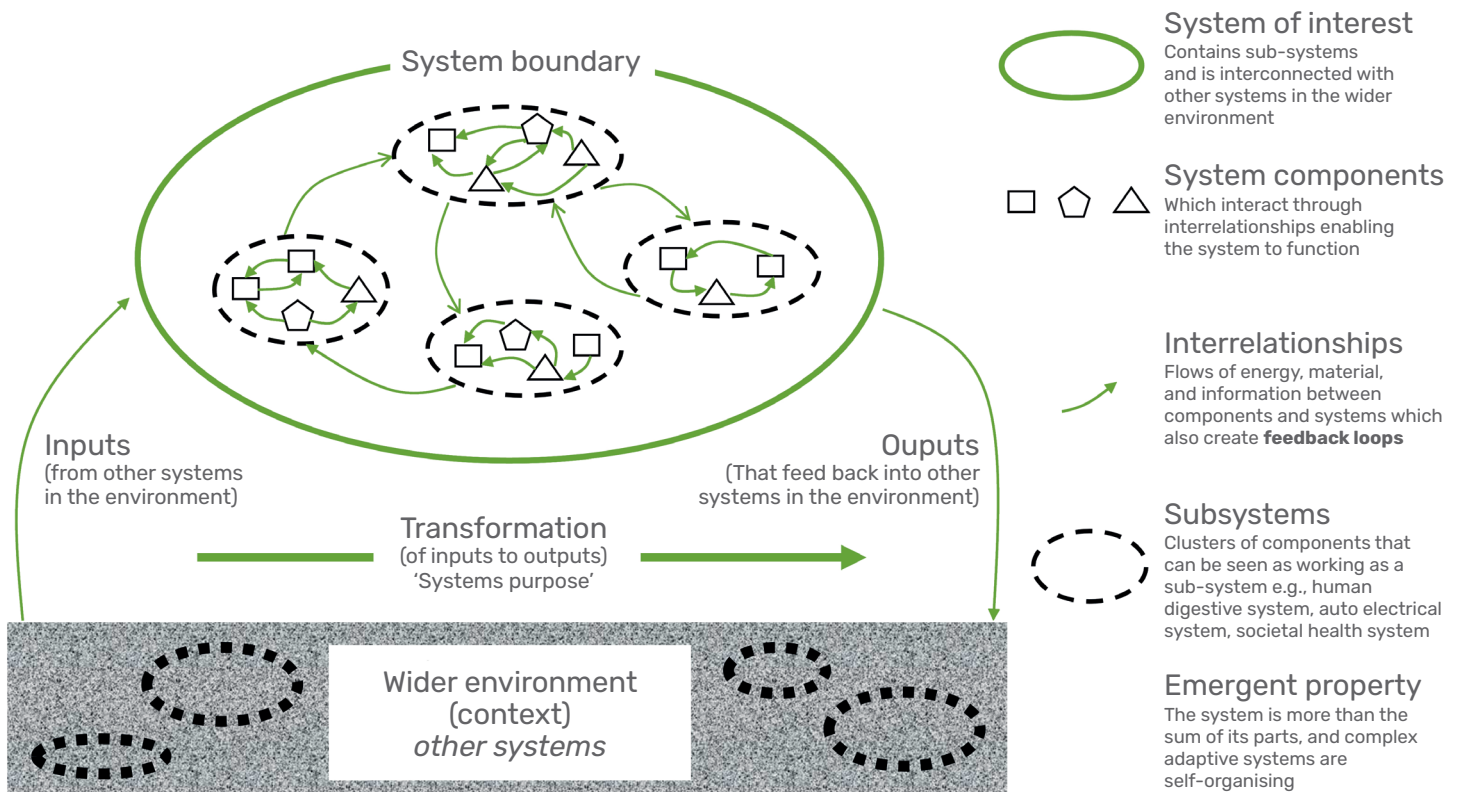 System boundary
Inputs
(from other systems
in the environment)
Ouputs
(That feed back into other
systems in the environment)
Transformation
(of inputs to outputs)
‘Systems purpose’
Wider environment
(context)
other systems
System of interest
Contains sub-systems
and is interconnected with
other systems in the wider
environment
System components
Which interact through
interrelationships enabling
the system to function
Interrelationships
Flows of energy, material,
and information between
components and systems which
also create feedback loops
Subsystems
Clusters of components that
can be seen as working as a
sub-system e.g., human
digestive system, auto electrical
system, societal health system
Emergent property
The system is more than the
sum of its parts, and complex
adaptive systems are
self-organising